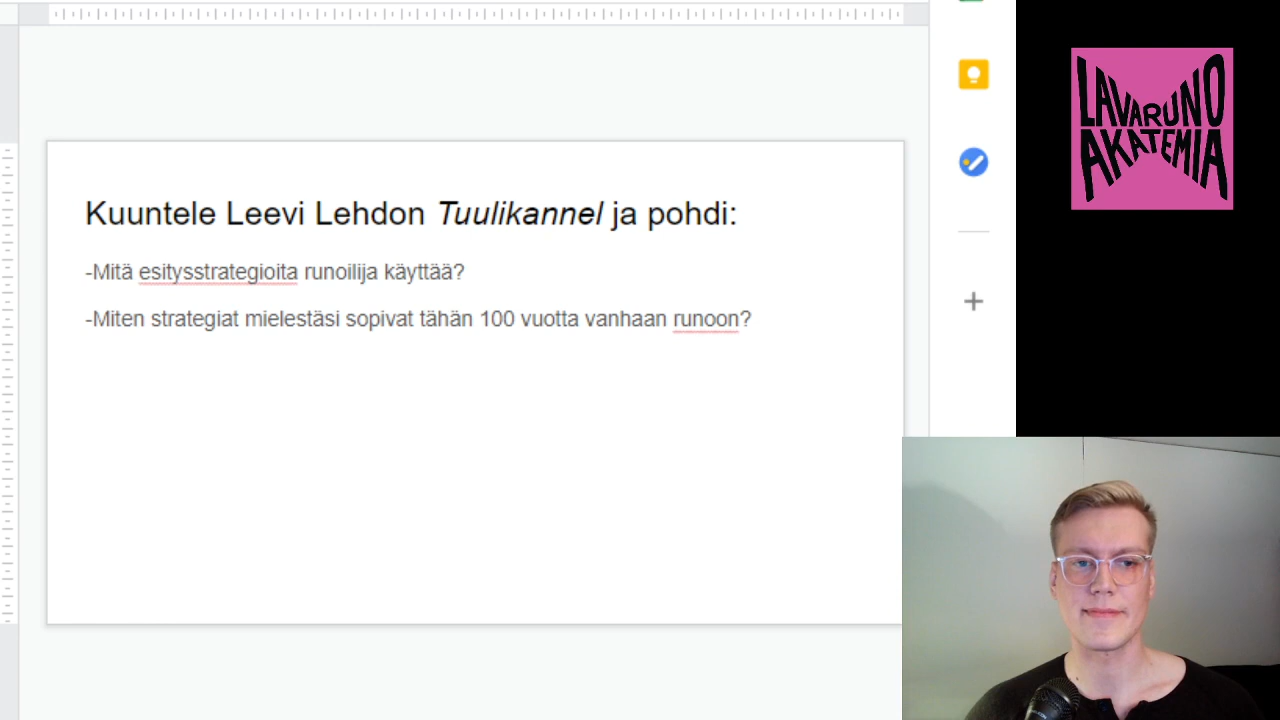 Kuuntele Leevi Lehdon Tuulikannel ja pohdi:
-Mitä esitysstrategioita runoilija käyttää?
-Miten strategiat mielestäsi sopivat tähän 100 vuotta vanhaan runoon?
LAVARUNO
AKATEMIA